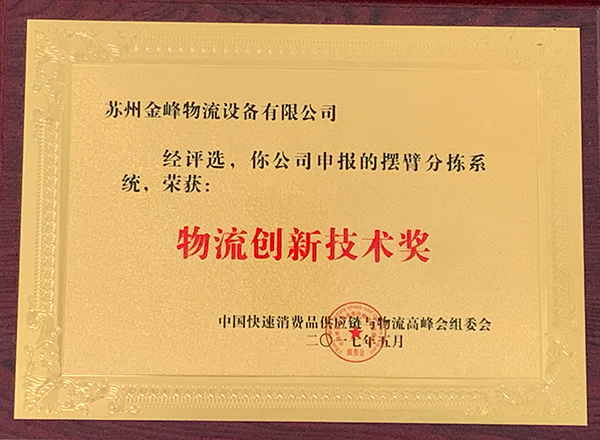 苏州金峰物流设备有限公司
经评选，你公司申报的摆臂分拣系
统，荣获：
物流创新技术奖
中国快速消费品供应链与物流高峰会组委会
二〇一七年五月
组委会